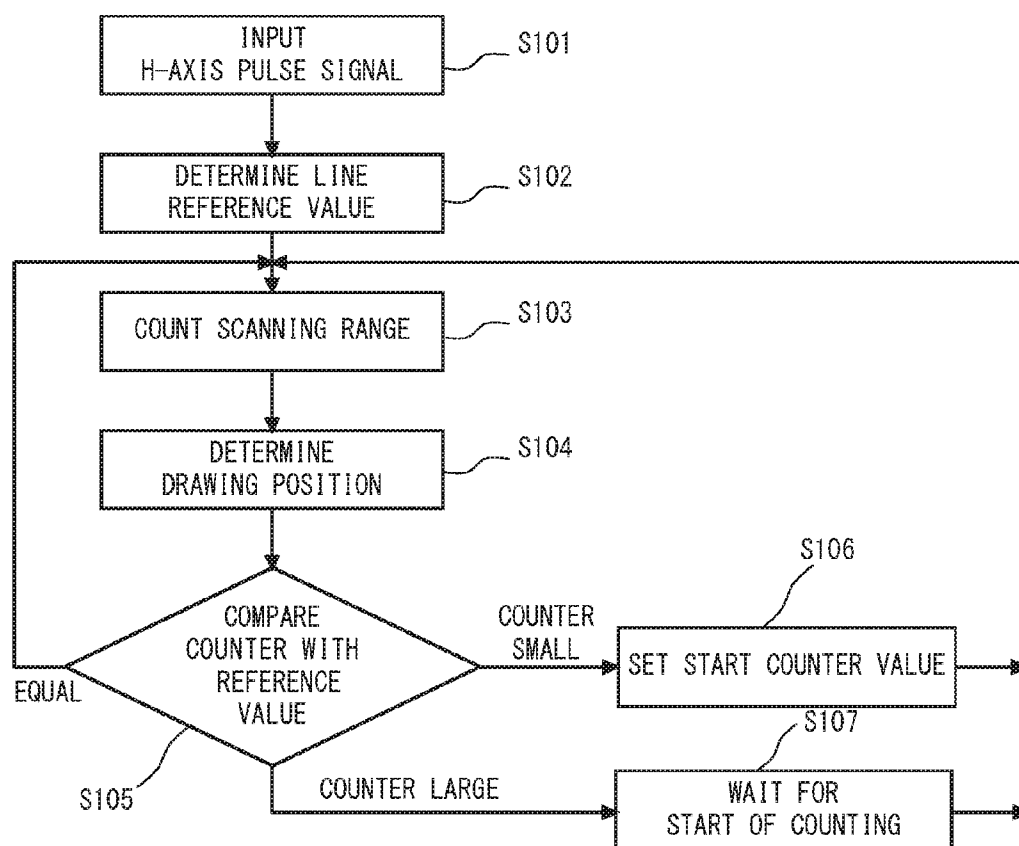 INPUT
H-AXIS PULSE SIGNAL
S101
DETERMINE LINE
REFERENCE VALUE
S102
COUNT SCANNING RANGE
S103
DETERMINE
DRAWING POSITION
S104
COMPARE
COUNTER WITH
REFERENCE
VALUE
S105
EQUAL
COUNTER
SMALL
SET START COUNTER VALUE
S106
COUNTER LARGE
WAIT FOR
START OF COUNTING
S107